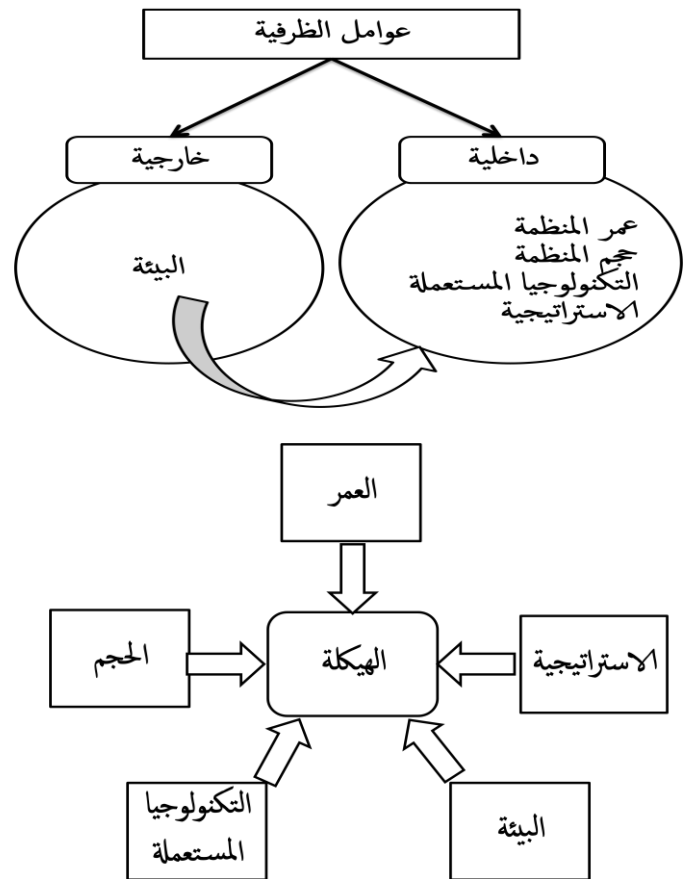 عوامل الظرفية
داخلية
خارجية
عمر المنظمة
حجم المنظمة
التكنولوجيا المستعملة
الاستراتيجية
البيئة
العمر
الاستراتيجية
الهيكلة
الحجم
البيئة
التكنولوجيا
المستعملة